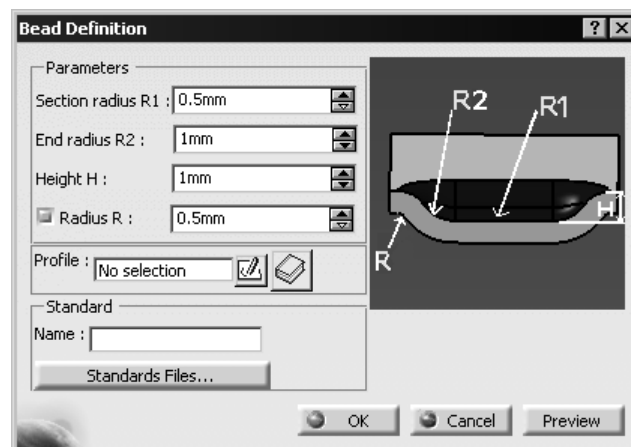 Bead Definition
Parameters
Section radius R1 : 0.5mm
End radius R2 : 1mm
Height H : 1mm
Radius R : 0.5mm
Profile : No selection
Standard
Name :
Standards Files...
R2 R1
H
R
OK Cancel Preview